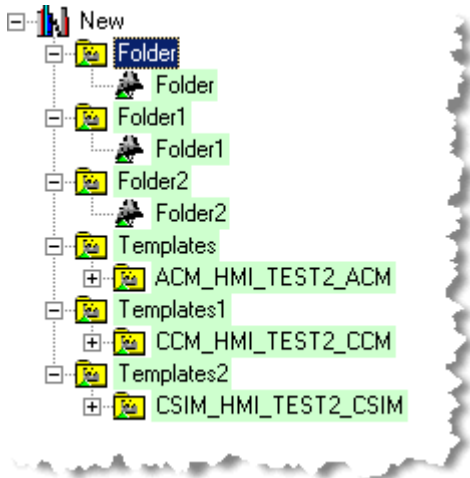 New
Folder
Folder
Folder1
Folder1
Folder2
Folder2
Templates
ACM_HMI_TEST2_ACM
Templates1
CCM_HMI_TEST2_CCM
Templates2
CSIM_HMI_TEST2_CSIM